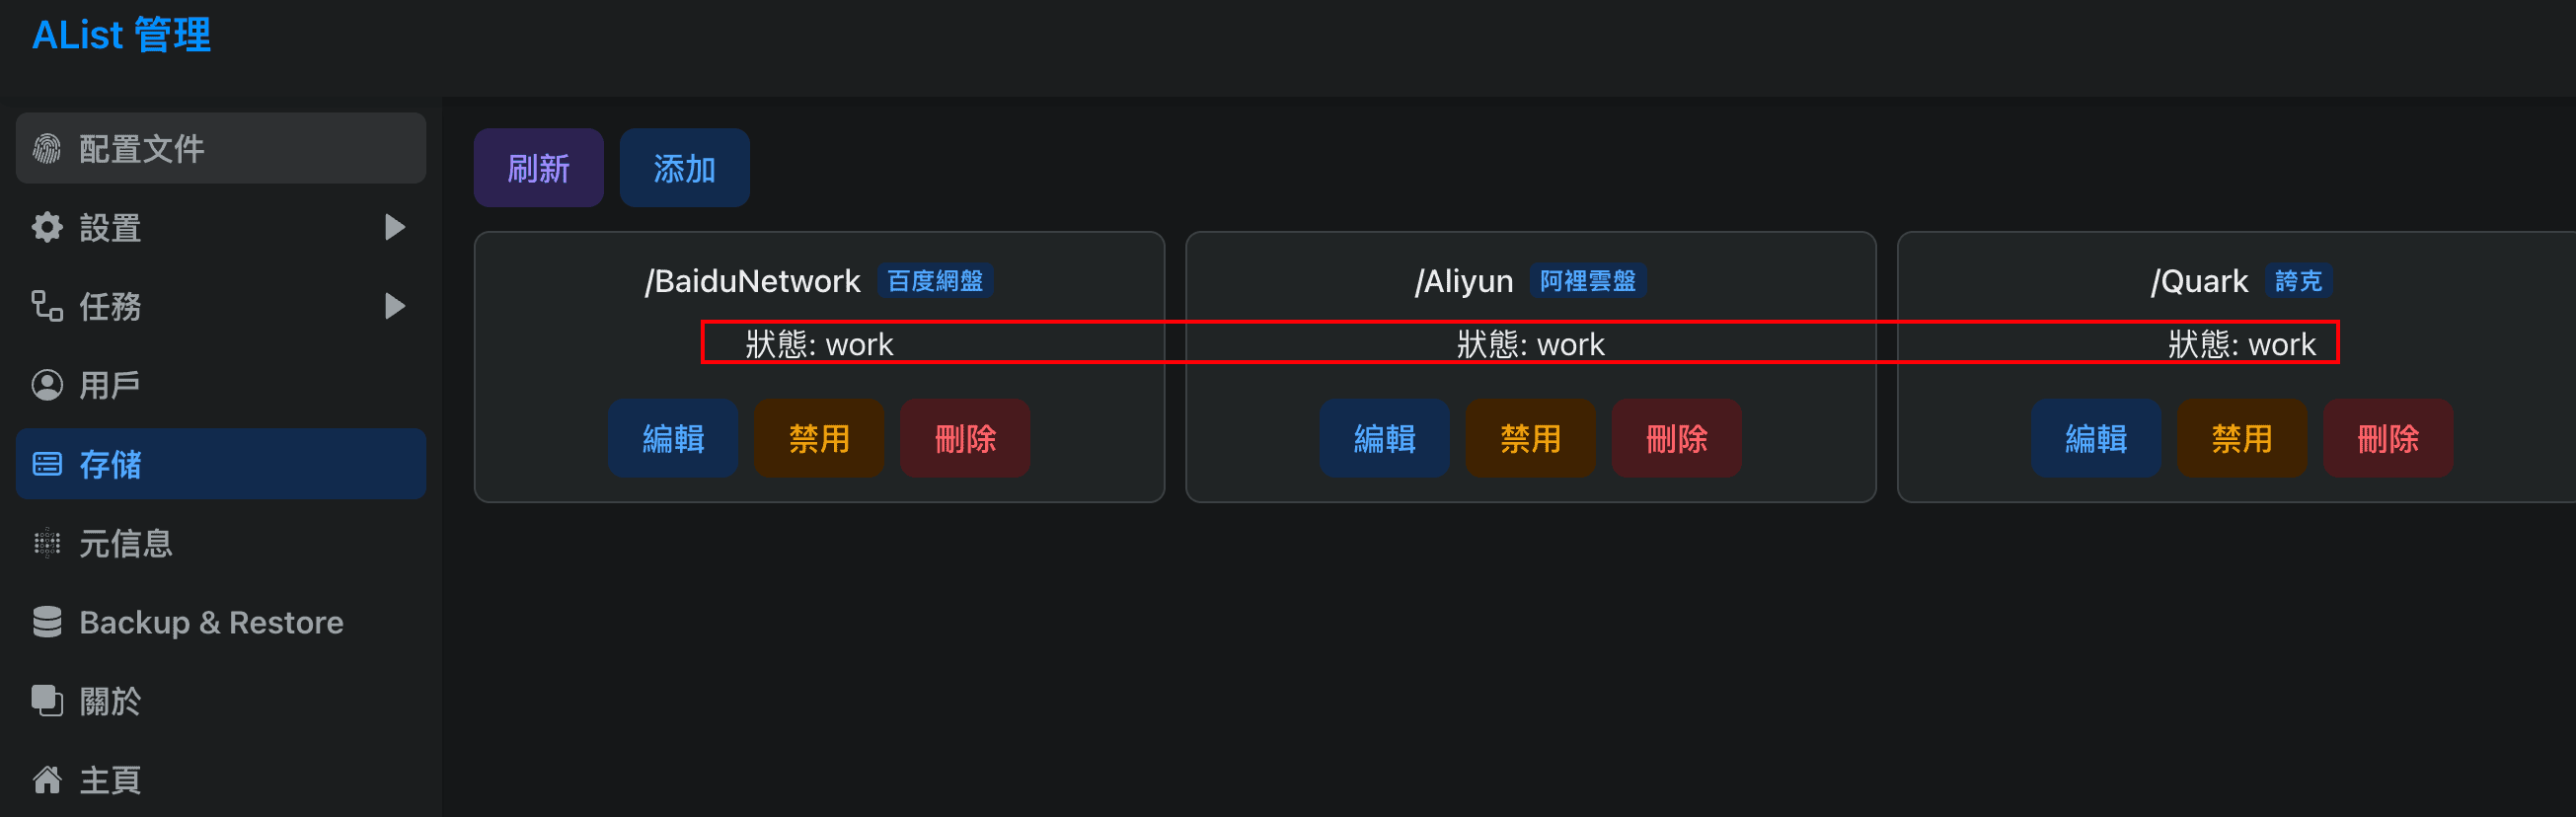 AList 管理
配置文件
設置
任務
用戶
存储
元信息
Backup & Restore
關於
主頁
刷新 添加
/BaiduNetwork 百度網盤
狀態: work
編輯 禁用 刪除
/Aliyun 阿裡雲盤
狀態: work
編輯 禁用 刪除
/Quark 誇克
狀態: work
編輯 禁用 刪除